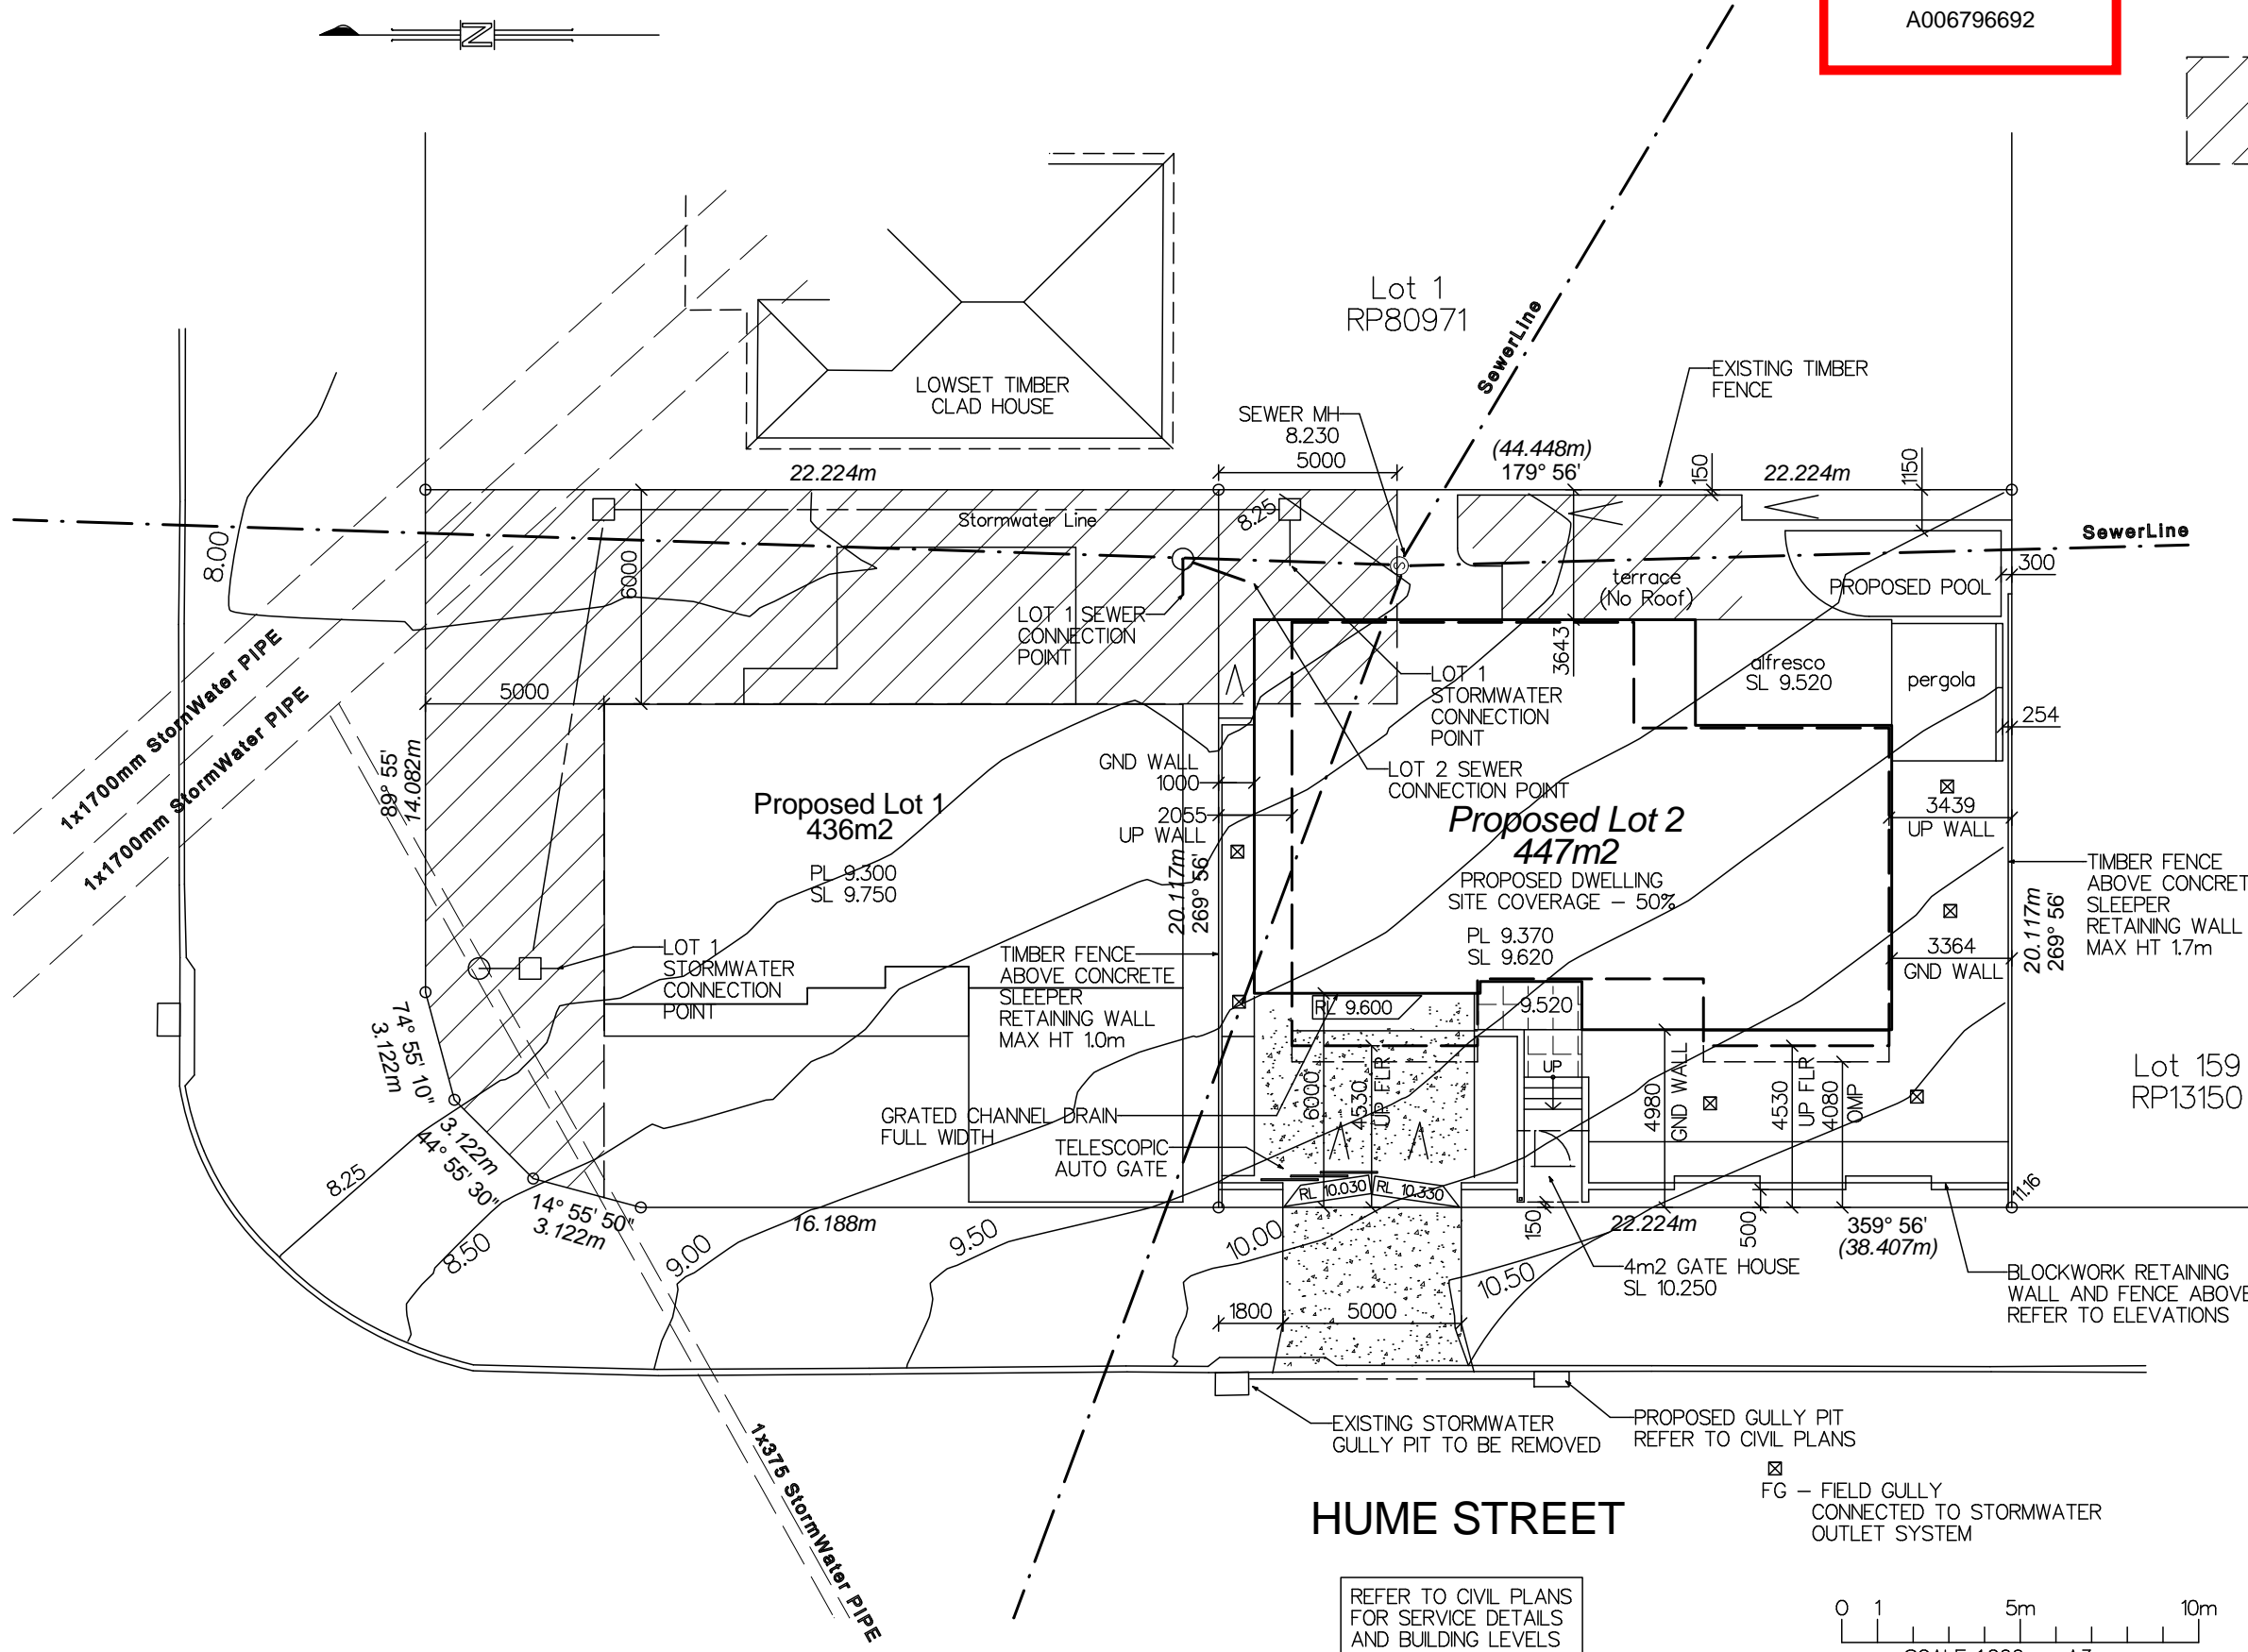 A006796692
N
Lot 1
RP80971
SewerLine
EXISTING TIMBER
FENCE
LOWSET TIMBER
CLAD HOUSE
SEWER MH
8.230
5000
(44.448m)
179° 56'
150
22.224m
1150
22.224m
8.00
Stormwater Line
8.25
SewerLine
6000
300
terrace
(No Roof)
PROPOSED POOL
LOT 1 SEWER
CONNECTION
POINT
3643
1x1700mm StornWater PIPE
1x1700mm StormWater PIPE
5000
LOT 1
STORMWATER
CONNECTION
POINT
alfresco
SL 9.520
pergola
254
89° 55'
14.082m
GND WALL
1000
LOT 2 SEWER
CONNECTION POINT
2055
UP WALL
Proposed Lot 1
436m2
PL 9.300
SL 9.750
20.117m
269° 56'
Proposed Lot 2
447m2
PROPOSED DWELLING
SITE COVERAGE – 50%
PL 9.370
SL 9.620
3439
UP WALL
3364
GND WALL
20.117m
269° 56'
TIMBER FENCE
ABOVE CONCRET
SLEEPER
RETAINING WALL
MAX HT 1.7m
LOT 1
STORMWATER
CONNECTION
POINT
TIMBER FENCE
ABOVE CONCRETE
SLEEPER
RETAINING WALL
MAX HT 1.0m
RL 9.600
9.520
74° 55' 10"
3.122m
UP
6000
4530
UP FLR
4980
GND WALL
4530
UP FLR
4080
OMP
Lot 159
RP13150
GRATED CHANNEL DRAIN
FULL WIDTH
TELESCOPIC
AUTO GATE
3.122m
44° 55' 30"
8.25
14° 55' 50"
3.122m
RL 10.030
RL 10.330
11.16
16.188m
150
22.224m
500
359° 56'
(38.407m)
8.50
9.00
9.50
10.00
10.50
4m2 GATE HOUSE
SL 10.250
BLOCKWORK RETAINING
WALL AND FENCE ABOVE
REFER TO ELEVATIONS
1800
5000
EXISTING STORMWATER
GULLY PIT TO BE REMOVED
PROPOSED GULLY PIT
REFER TO CIVIL PLANS
1x375 StormWater PIPE
FG – FIELD GULLY
CONNECTED TO STORMWATER
OUTLET SYSTEM
HUME STREET
REFER TO CIVIL PLANS
FOR SERVICE DETAILS
AND BUILDING LEVELS
0 1 5m 10m